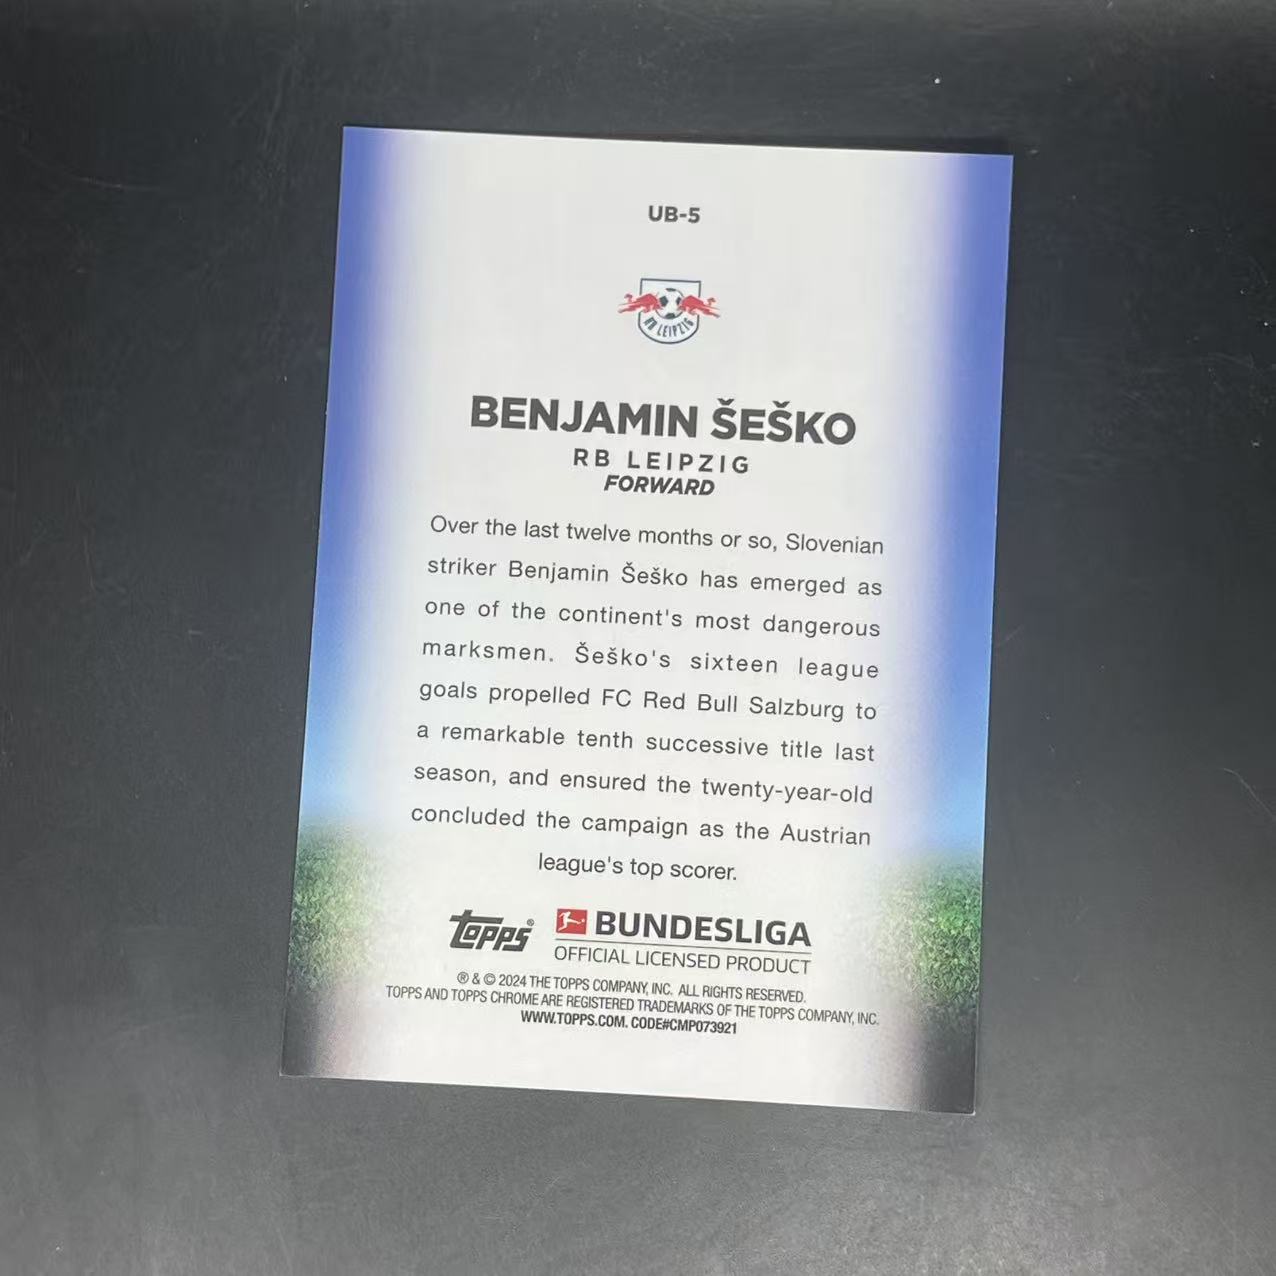 UB-5
RB LEIPZIG
BENJAMIN ŠEŠKO
RB LEIPZIG
FORWARD
Over the last twelve months or so, Slovenian
striker Benjamin Šeško has emerged as
one of the continent's most dangerous
marksmen. Šeško's sixteen league
goals propelled FC Red Bull Salzburg to
a remarkable tenth successive title last
season, and ensured the twenty-year-old
concluded the campaign as the Austrian
league's top scorer.
topps® BUNDESLIGA
OFFICIAL LICENSED PRODUCT
® & © 2024 THE TOPPS COMPANY, INC. ALL RIGHTS RESERVED.
TOPPS AND TOPPS CHROME ARE REGISTERED TRADEMARKS OF THE TOPPS COMPANY, INC.
WWW.TOPPS.COM. CODE#CMP073921